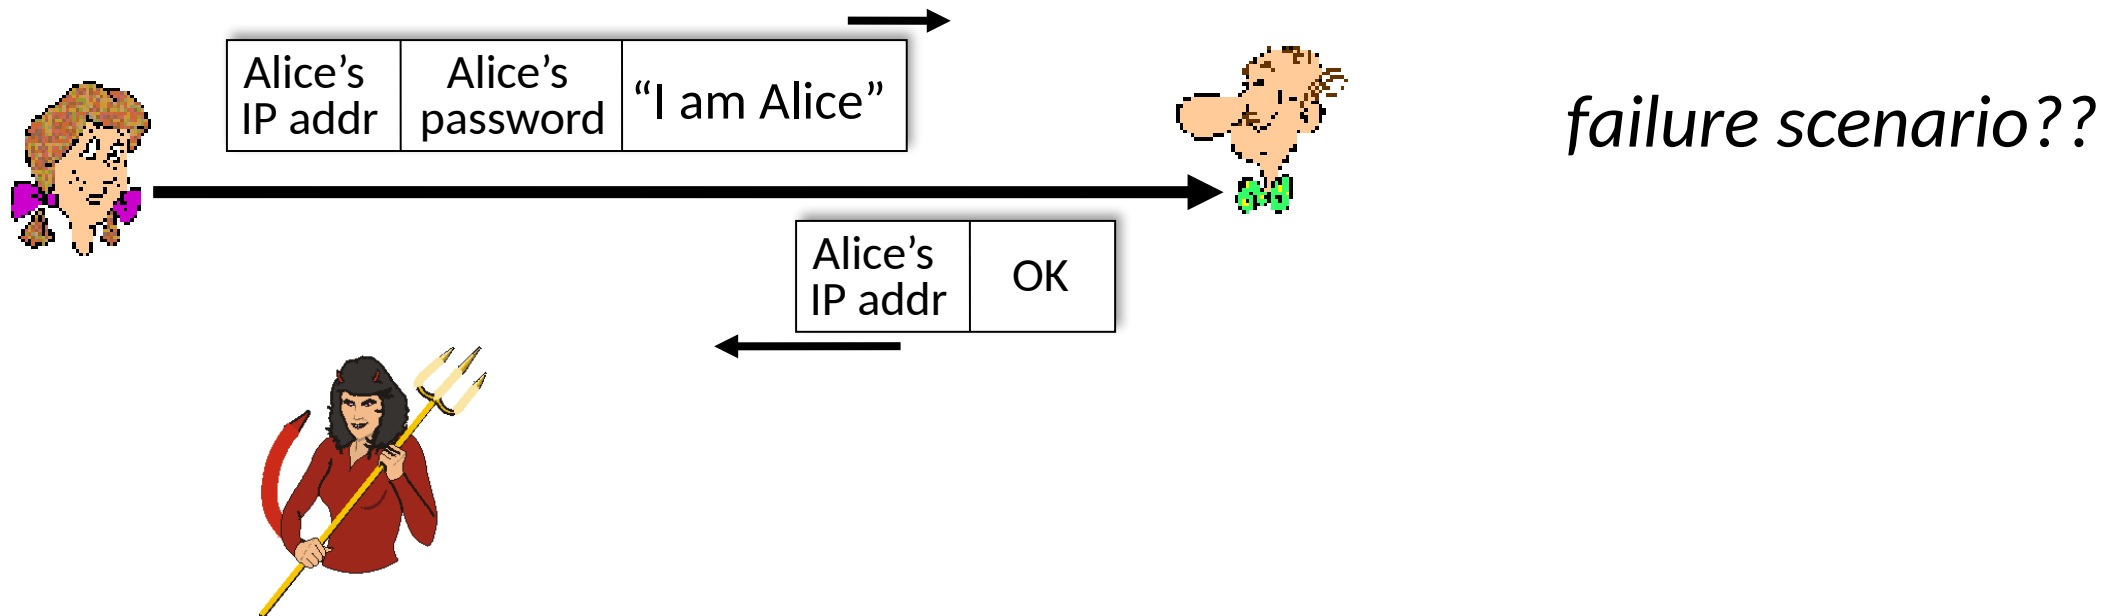 Alice’s
IP addr
Alice’s
password
“I am Alice”
failure scenario??
Alice’s
IP addr
OK